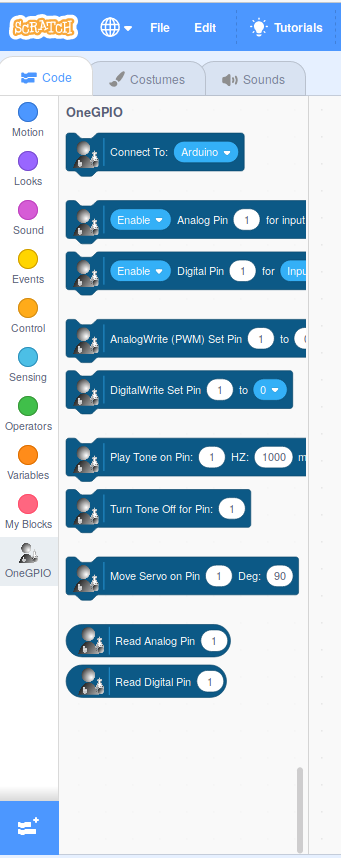 SCRATCH File Edit Tutorials
Code Costumes Sounds
Motion
Looks
Sound
Events
Control
Sensing
Operators
Variables
My Blocks
OneGPIO
OneGPIO
Connect To: Arduino
Enable Analog Pin 1 for input
Enable Digital Pin 1 for Inpu
AnalogWrite (PWM) Set Pin 1 to
DigitalWrite Set Pin 1 to 0
Play Tone on Pin: 1 HZ: 1000 m
Turn Tone Off for Pin: 1
Move Servo on Pin 1 Deg: 90
Read Analog Pin 1
Read Digital Pin 1